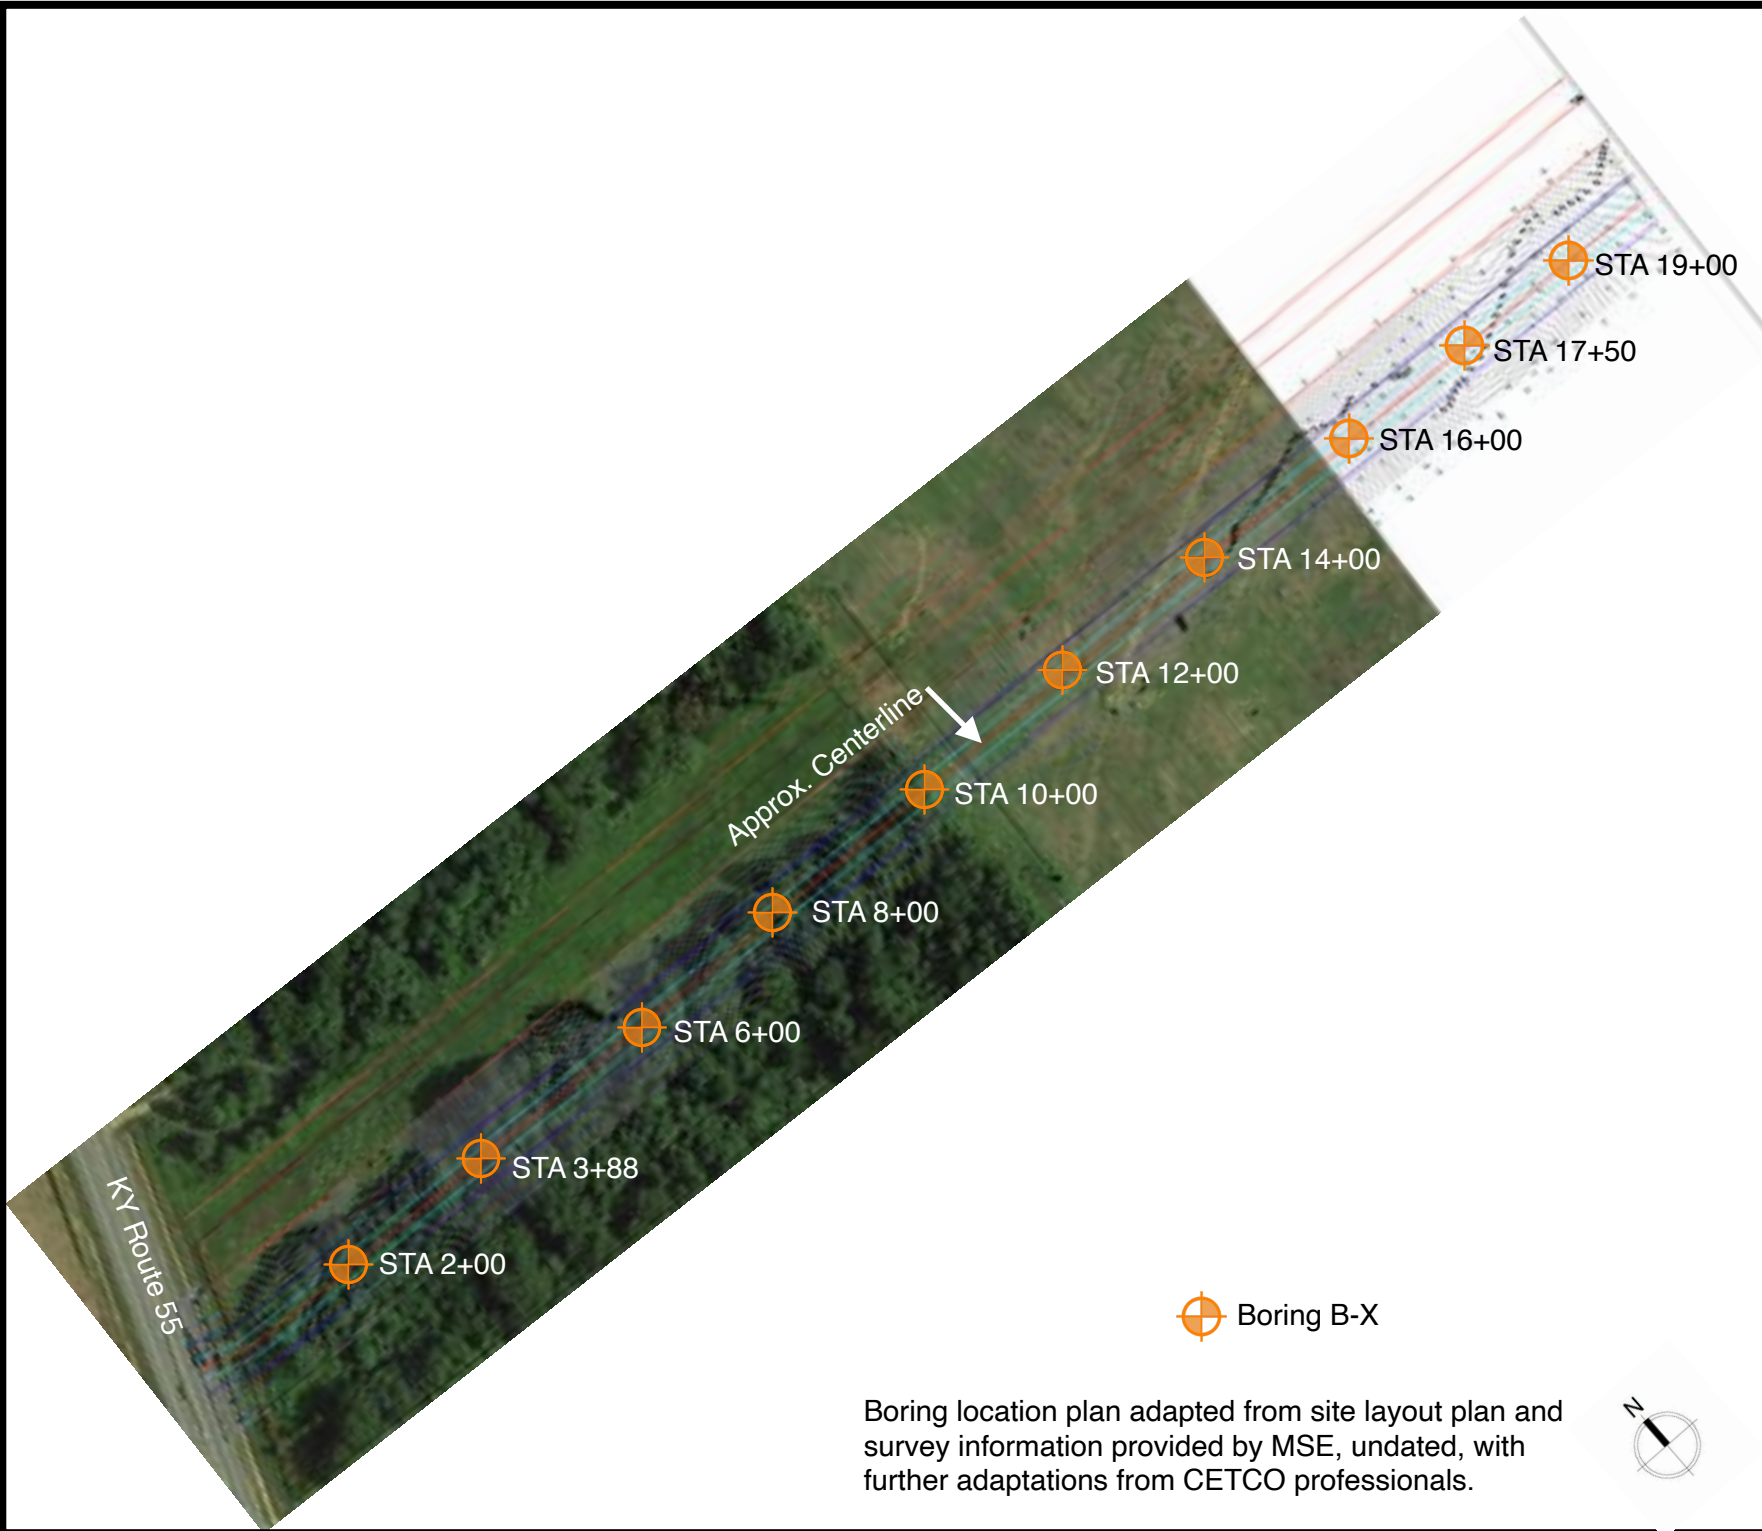 STA 19+00
STA 17+50
STA 16+00
STA 14+00
STA 12+00
Approx. Centerline
STA 10+00
STA 8+00
STA 6+00
STA 3+88
KY Route 55
STA 2+00
Boring B-X
Boring location plan adapted from site layout plan and
survey information provided by MSE, undated, with
further adaptations from CETCO professionals.
N